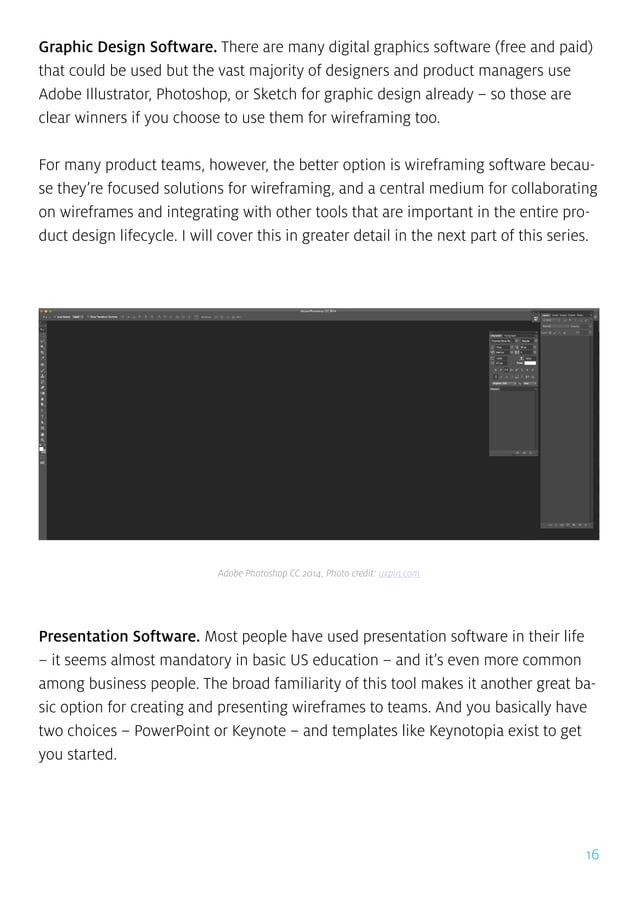 Graphic Design Software. There are many digital graphics software (free and paid)
that could be used but the vast majority of designers and product managers use
Adobe Illustrator, Photoshop, or Sketch for graphic design already – so those are
clear winners if you choose to use them for wireframing too.
For many product teams, however, the better option is wireframing software becau-
se they’re focused solutions for wireframing, and a central medium for collaborating
on wireframes and integrating with other tools that are important in the entire pro-
duct design lifecycle. I will cover this in greater detail in the next part of this series.
Adobe Photoshop CC 2014
Adobe Photoshop CC 2014, Photo credit: uxpin.com
Presentation Software. Most people have used presentation software in their life
– it seems almost mandatory in basic US education – and it’s even more common
among business people. The broad familiarity of this tool makes it another great ba-
sic option for creating and presenting wireframes to teams. And you basically have
two choices – PowerPoint or Keynote – and templates like Keynotopia exist to get
you started.
16